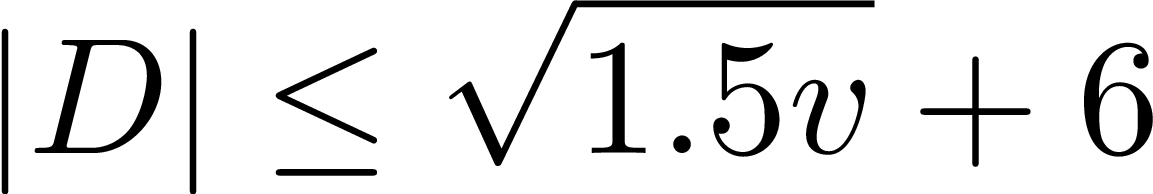 |D| ≤ √1.5v + 6